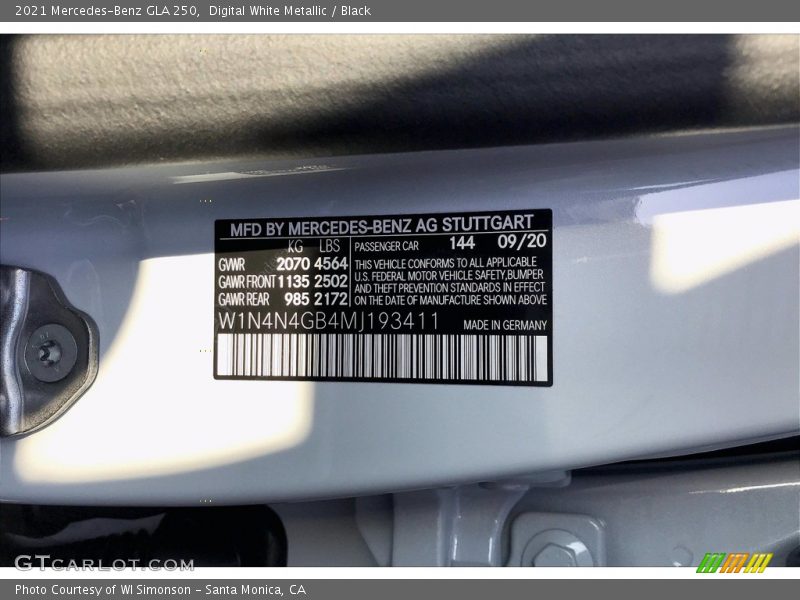 2021 Mercedes-Benz GLA 250, Digital White Metallic / Black
MFD BY MERCEDES-BENZ AG STUTTGART
KG LBS PASSENGER CAR 144 09/20
GWR 2070 4564
GAWR FRONT 1135 2502
GAWR REAR 985 2172
THIS VEHICLE CONFORMS TO ALL APPLICABLE
U.S. FEDERAL MOTOR VEHICLE SAFETY,BUMPER
AND THEFT PREVENTION STANDARDS IN EFFECT
ON THE DATE OF MANUFACTURE SHOWN ABOVE
W1N4N4GB4MJ193411 MADE IN GERMANY
GTCARLOT.COM
Photo Courtesy of WI Simonson - Santa Monica, CA